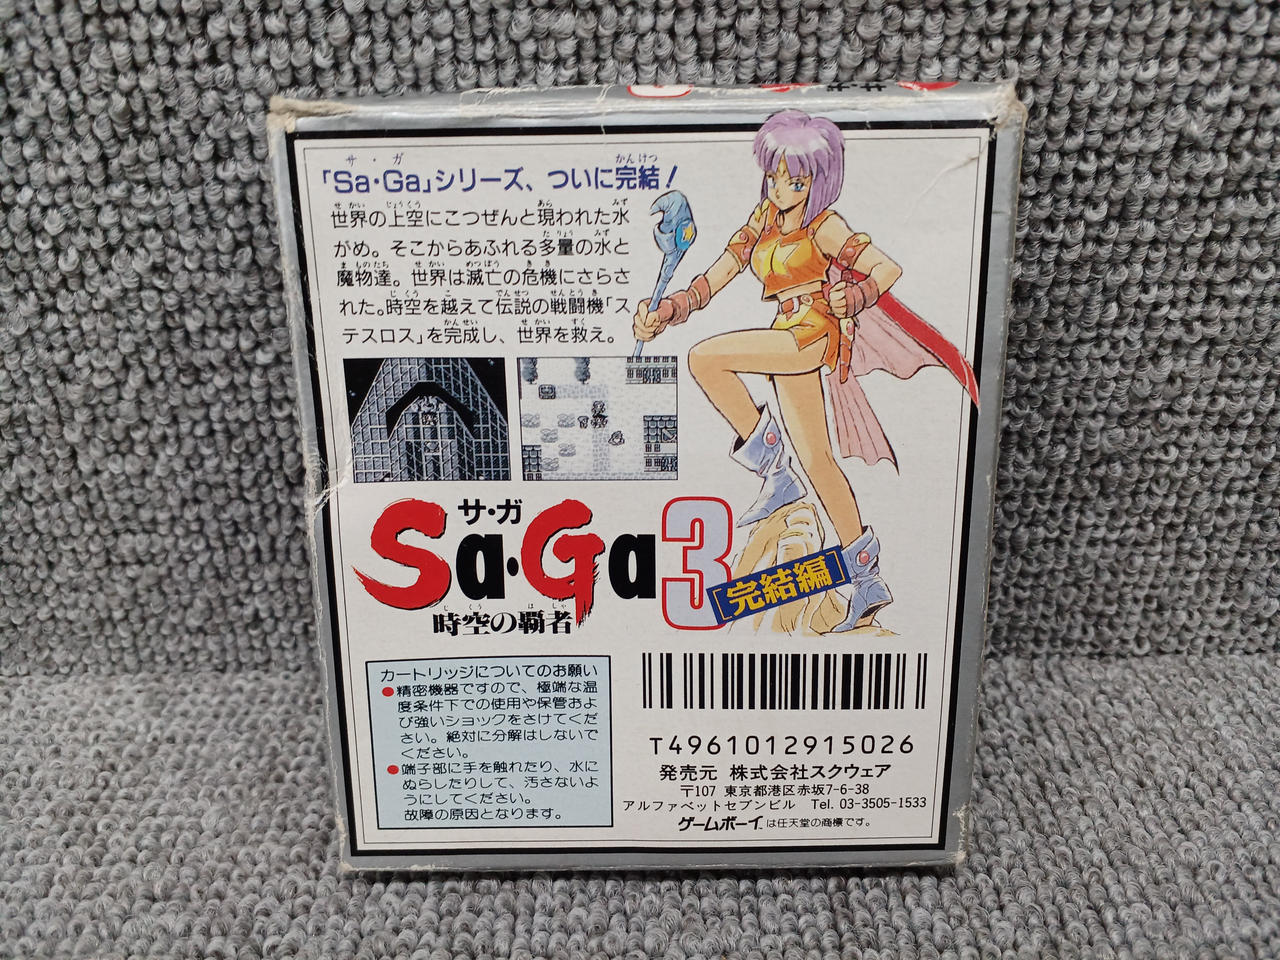 サ・ガ
「Sa・Ga」シリーズ、ついに完結!
世界の上空にこつぜんと現われた水
がめ。そこからあふれる多量の水と
魔物達。世界は滅亡の危機にさらさ
れた。時空を越えて伝説の戦闘機「ス
テスロス」を完成し、世界を救え。
サ・ガ
Sa・Ga3
[完結編]
時空の覇者
カートリッジについてのお願い
●精密機器ですので、極端な温
度条件下での使用や保管およ
び強いショックをさけてくだ
さい。絶対に分解はしないで
ください。
●端子部に手を触れたり、水に
ぬらしたりして、汚さないよ
うにしてください。
故障の原因となります。
T4961012915026
発売元 株式会社スクウェア
〒107 東京都港区赤坂7-6-38
アルファベットセブンビル Tel. 03-3505-1533
ゲームボーイは任天堂の商標です。